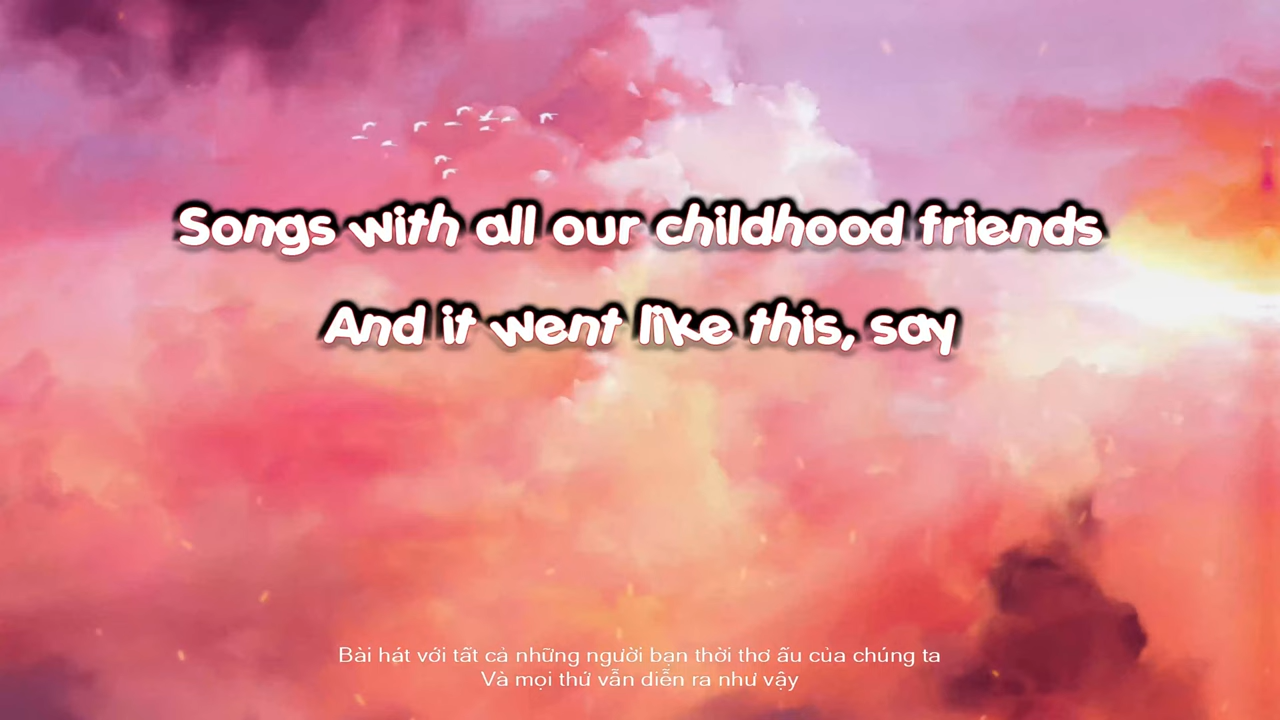 Songs with all our childhood friends
And it went like this, say
Bài hát với tất cả những người bạn thời thơ ấu của chúng ta
Và mọi thứ vẫn diễn ra như vậy